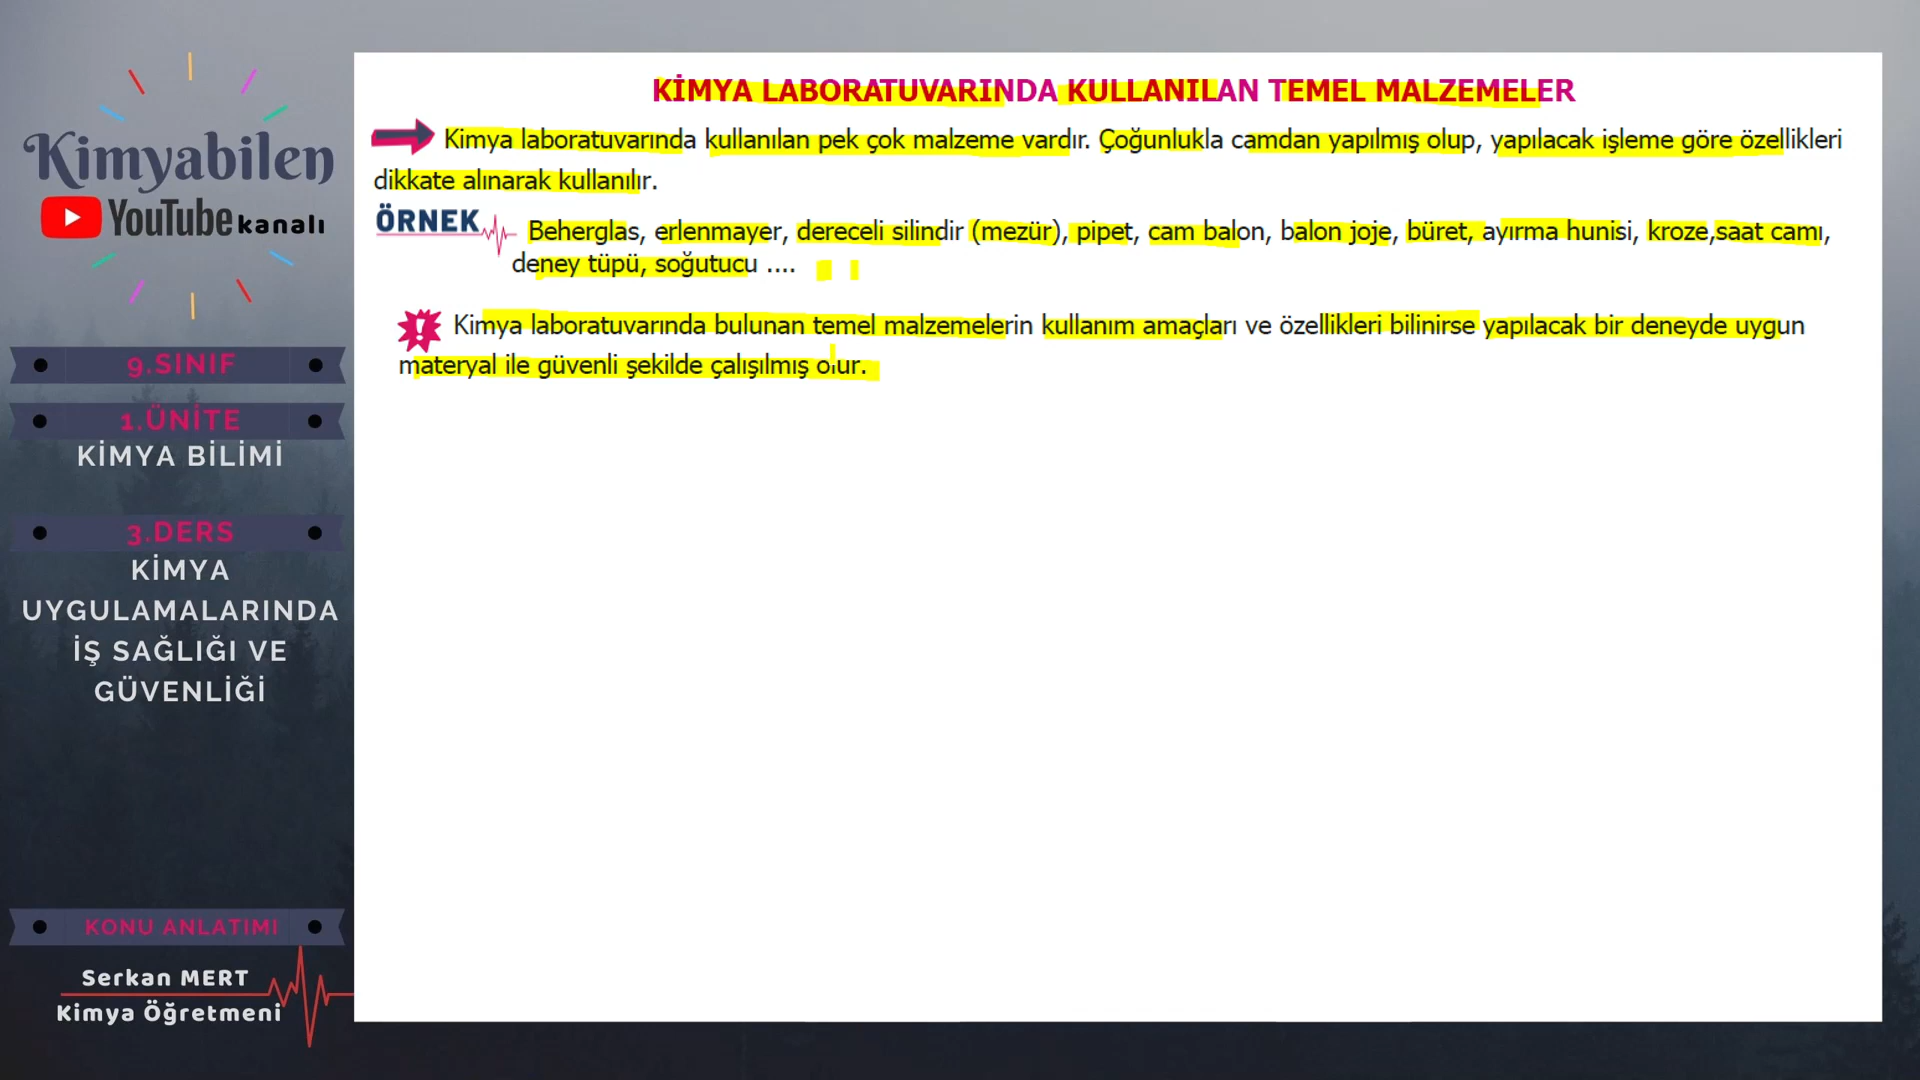 Kimyabilen
YouTube kanalı
9.SINIF
1.ÜNİTE
KİMYA BİLİMİ
3.DERS
KİMYA
UYGULAMALARINDA
İŞ SAĞLIĞI VE
GÜVENLİĞİ
KONU ANLATIMI
Serkan MERT
Kimya Öğretmeni
KİMYA LABORATUVARINDA KULLANILAN TEMEL MALZEMELER
Kimya laboratuvarında kullanılan pek çok malzeme vardır. Çoğunlukla camdan yapılmış olup, yapılacak işleme göre özellikleri
dikkate alınarak kullanılır.
ÖRNEK Beherglas, erlenmayer, dereceli silindir (mezür), pipet, cam balon, balon joje, büret, ayırma hunisi, kroze,saat camı,
deney tüpü, soğutucu ....
Kimya laboratuvarında bulunan temel malzemelerin kullanım amaçları ve özellikleri bilinirse yapılacak bir deneyde uygun
materyal ile güvenli şekilde çalışılmış olur.